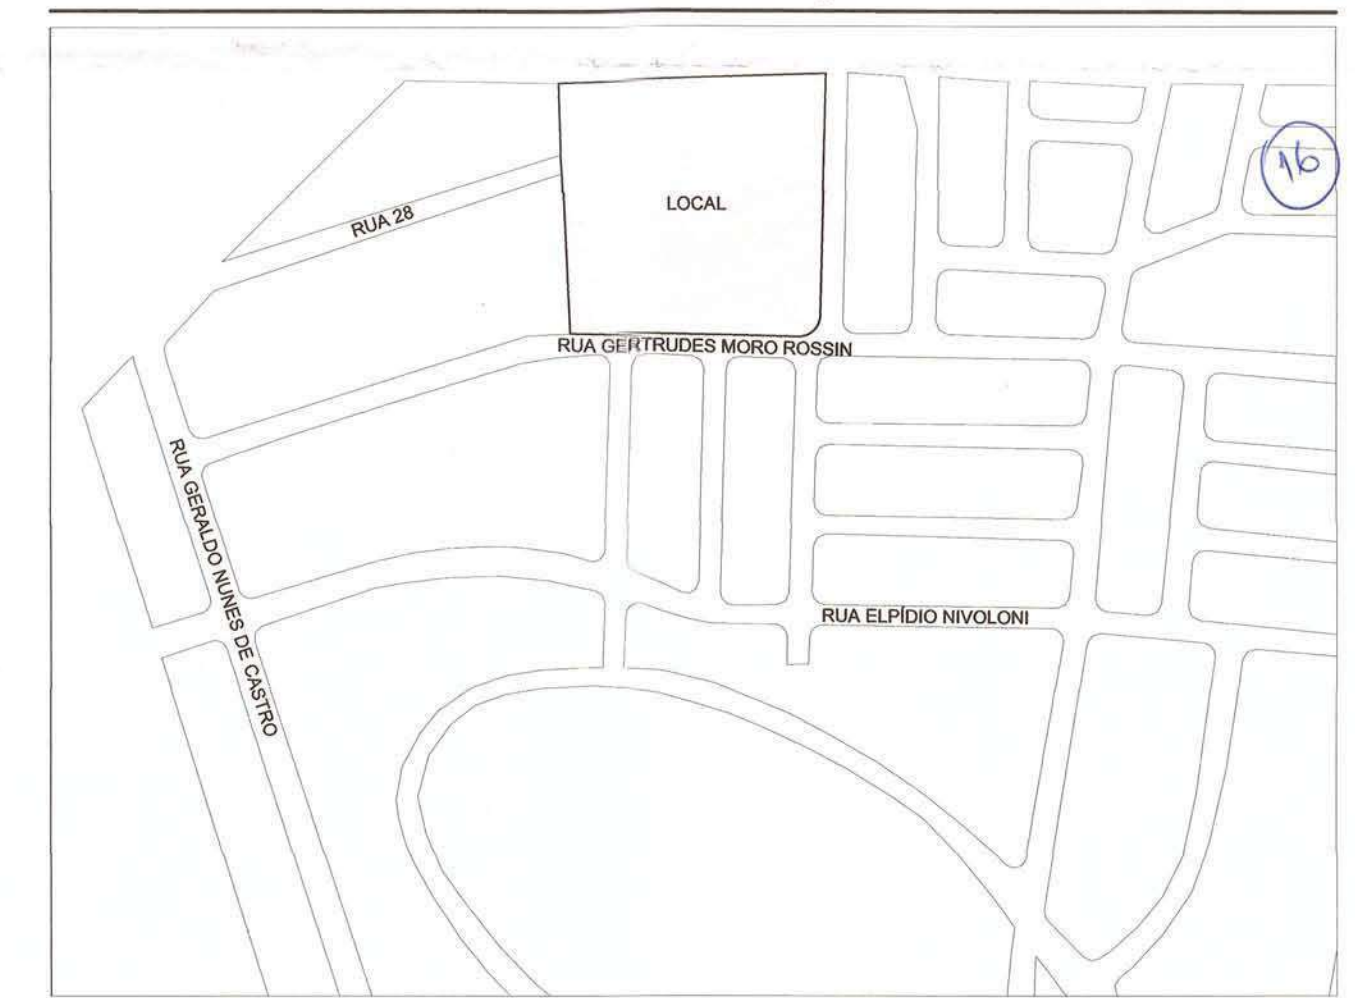 16
LOCAL
RUA 28
RUA GERTRUDES MORO ROSSIN
RUA GERALDO NUNES DE CASTRO
RUA ELPÍDIO NIVOLONI